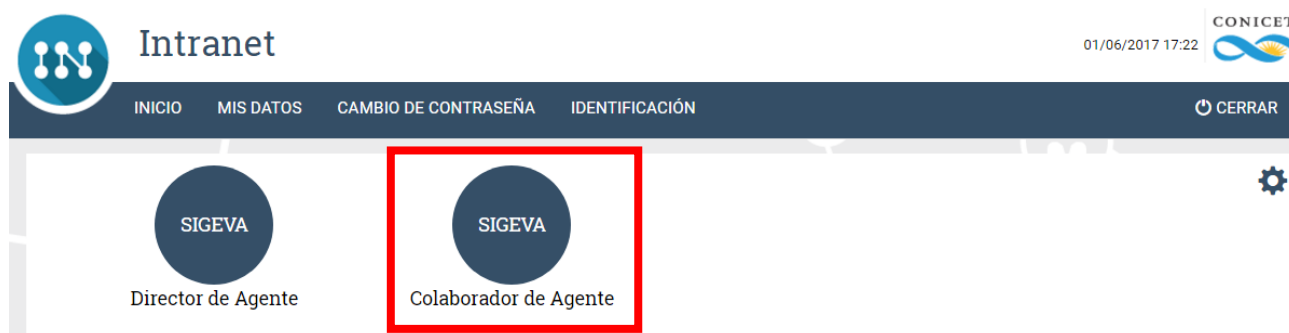 Intranet
01/06/2017 17:22
CONICET
INICIO MIS DATOS CAMBIO DE CONTRASEÑA IDENTIFICACIÓN CERRAR
SIGEVA SIGEVA
Director de Agente Colaborador de Agente